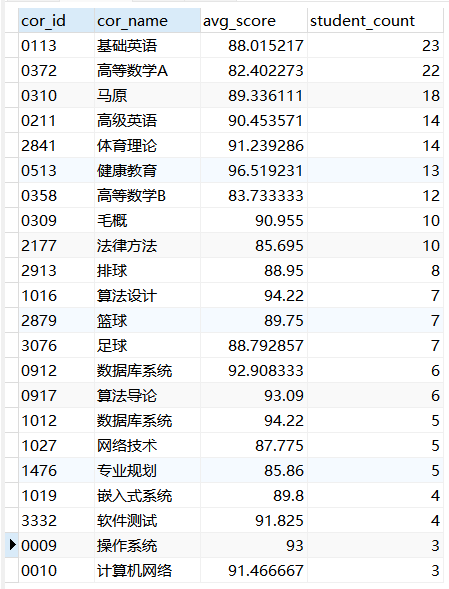 cor_id cor_name avg_score student_count
0113 基础英语 88.015217 23
0372 高等数学A 82.402273 22
0310 马原 89.336111 18
0211 高级英语 90.453571 14
2841 体育理论 91.239286 14
0513 健康教育 96.519231 13
0358 高等数学B 83.733333 12
0309 毛概 90.955 10
2177 法律方法 85.695 10
2913 排球 88.95 8
1016 算法设计 94.22 7
2879 篮球 89.75 7
3076 足球 88.792857 7
0912 数据库系统 92.908333 6
0917 算法导论 93.09 6
1012 数据库系统 94.22 5
1027 网络技术 87.775 5
1476 专业规划 85.86 5
1019 嵌入式系统 89.8 4
3332 软件测试 91.825 4
0009 操作系统 93 3
0010 计算机网络 91.466667 3